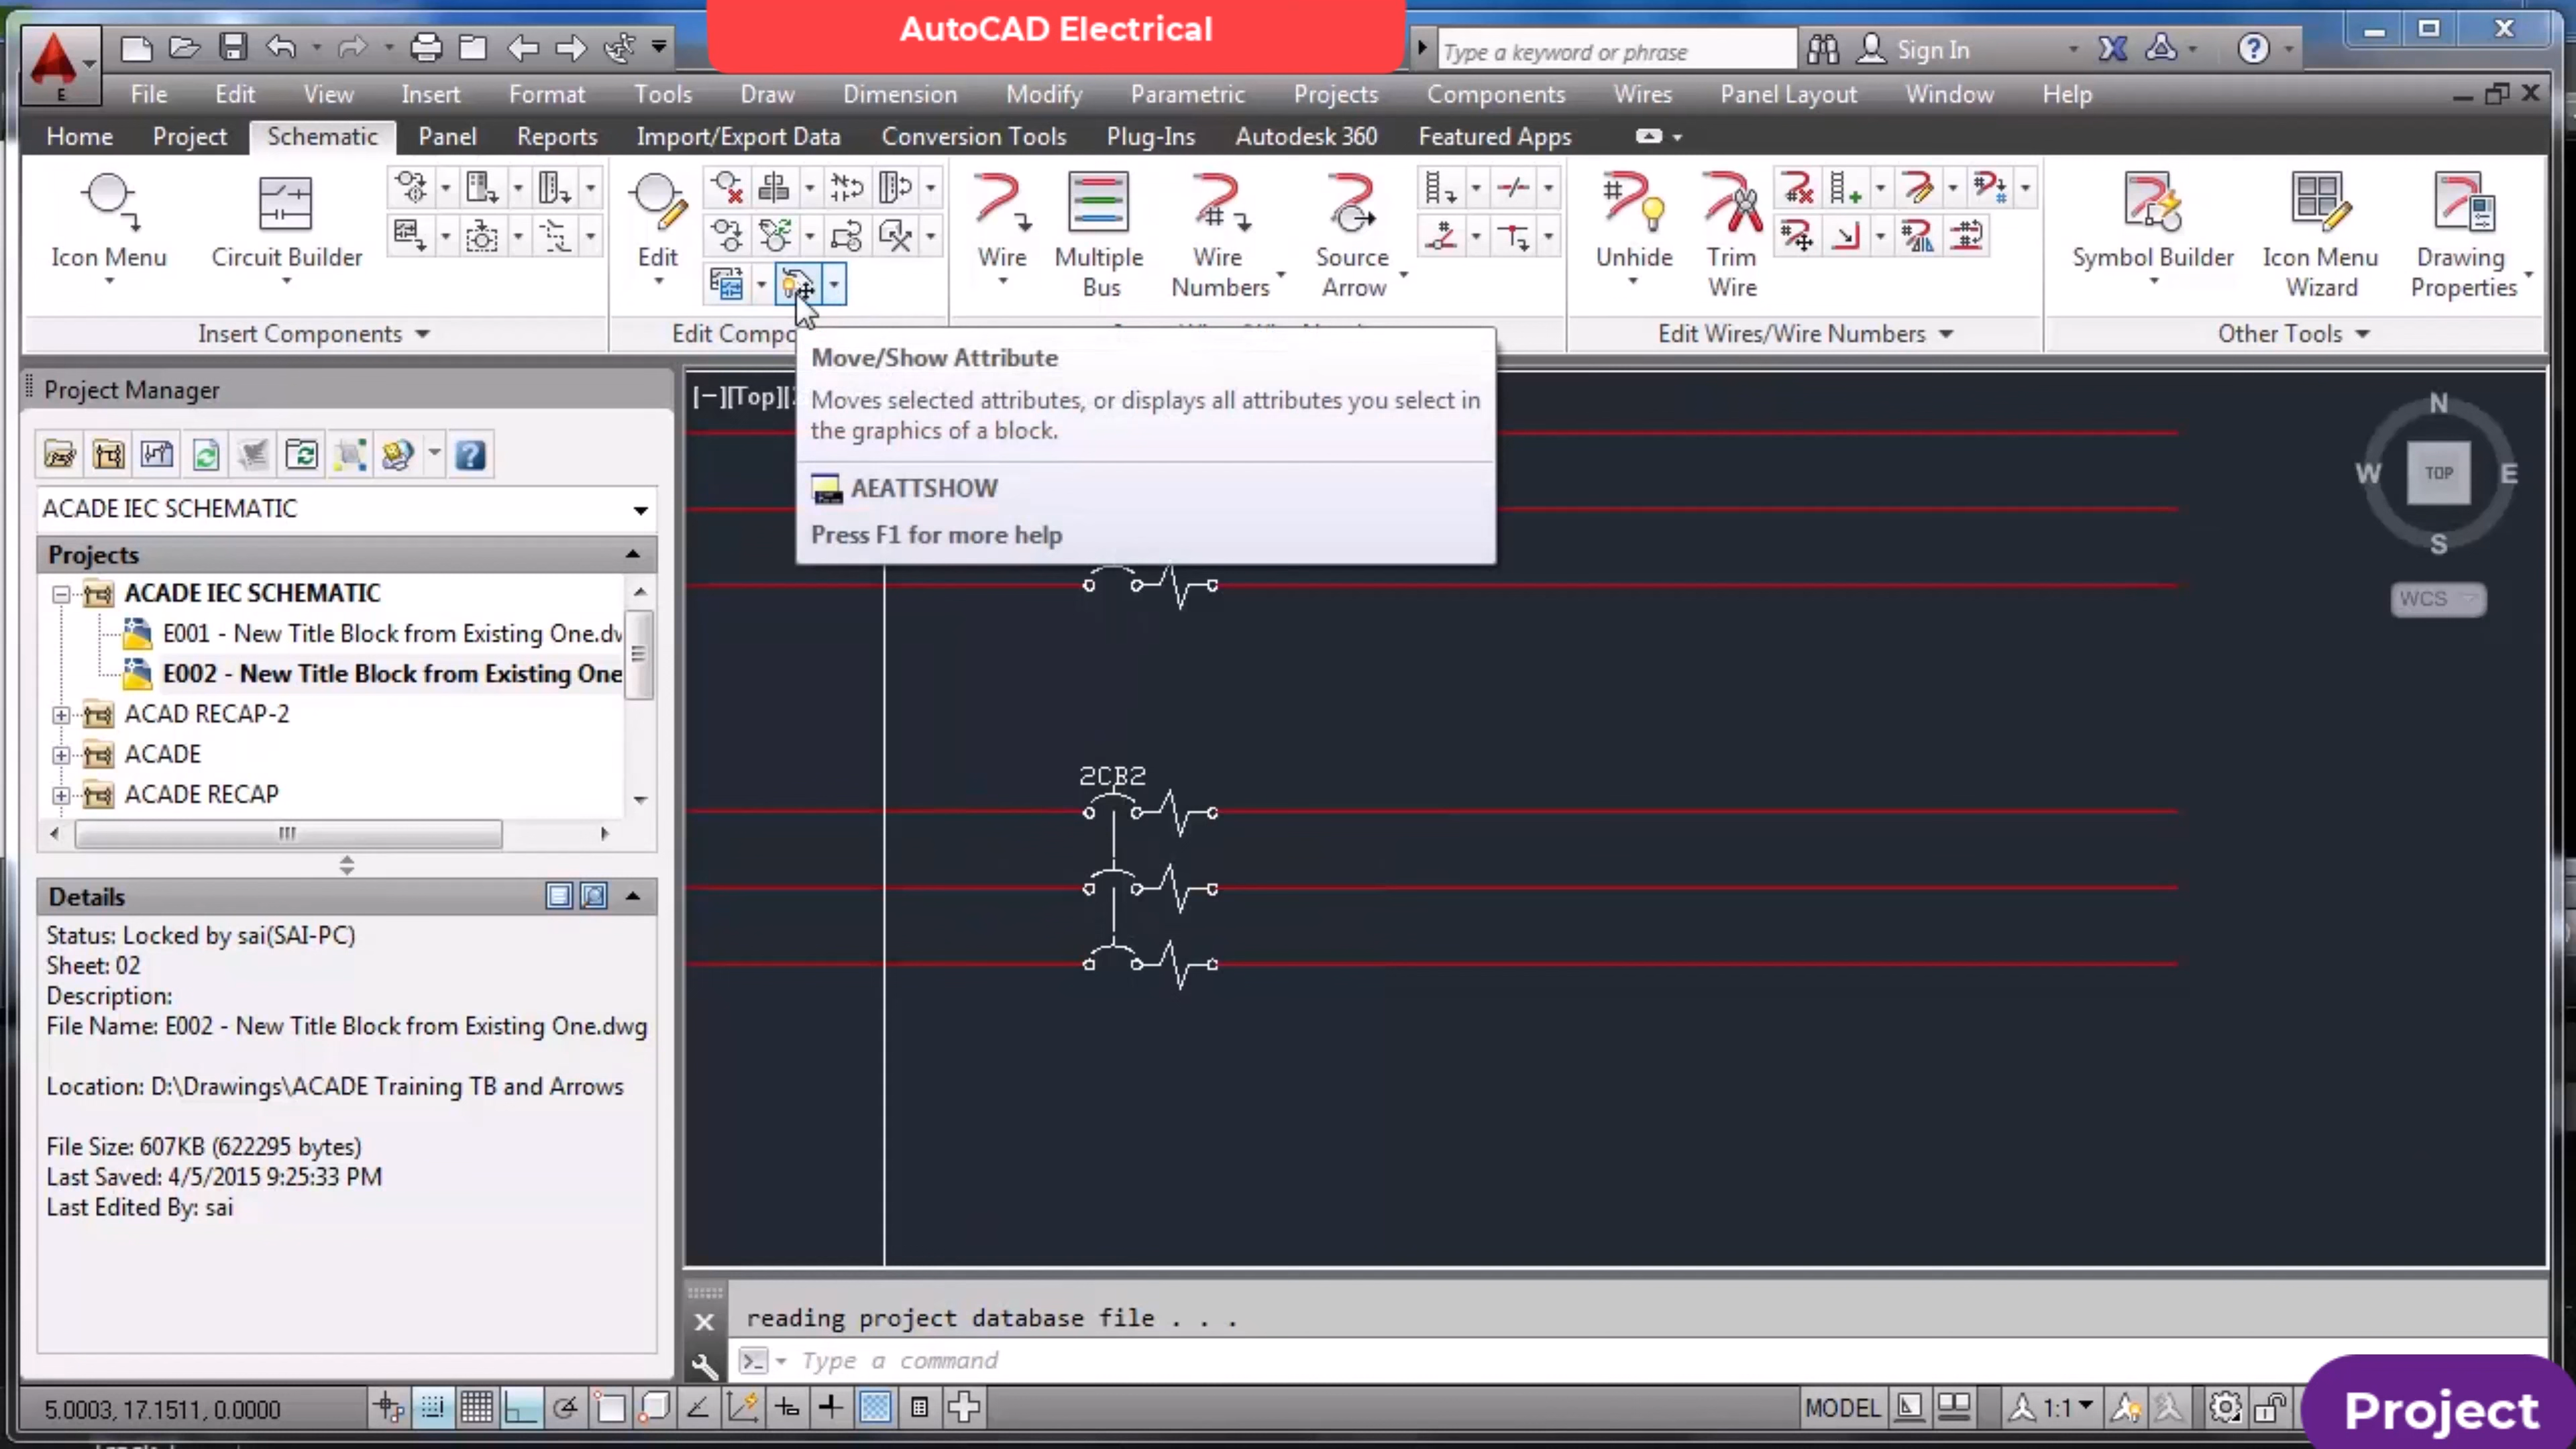 AutoCAD Electrical
Type a keyword or phrase
Sign In
File Edit View Insert Format Tools Draw Dimension Modify Parametric Projects Components Wires Panel Layout Window Help
E
Home Project Schematic Panel Reports Import/Export Data Conversion Tools Plug-Ins Autodesk 360 Featured Apps
Icon Menu
Circuit Builder
Edit
Wire
Multiple Bus
Wire Numbers
Source Arrow
Unhide
Trim Wire
Symbol Builder
Icon Menu Wizard
Drawing Properties
Insert Components
Edit Compo
Edit Wires/Wire Numbers
Other Tools
Move/Show Attribute
Moves selected attributes, or displays all attributes you select in
the graphics of a block.
AEATTSHOW
Press F1 for more help
Project Manager
ACADE IEC SCHEMATIC
Projects
ACADE IEC SCHEMATIC
E001 - New Title Block from Existing One.dw
E002 - New Title Block from Existing One
ACAD RECAP-2
ACADE
ACADE RECAP
Details
Status: Locked by sai(SAI-PC)
Sheet: 02
Description:
File Name: E002 - New Title Block from Existing One.dwg
Location: D:\Drawings\ACADE Training TB and Arrows
File Size: 607KB (622295 bytes)
Last Saved: 4/5/2015 9:25:33 PM
Last Edited By: sai
[−][Top][
N
W TOP E
S
WCS
2CB2
reading project database file . . .
Type a command
5.0003, 17.1511, 0.0000
MODEL
1:1
Project